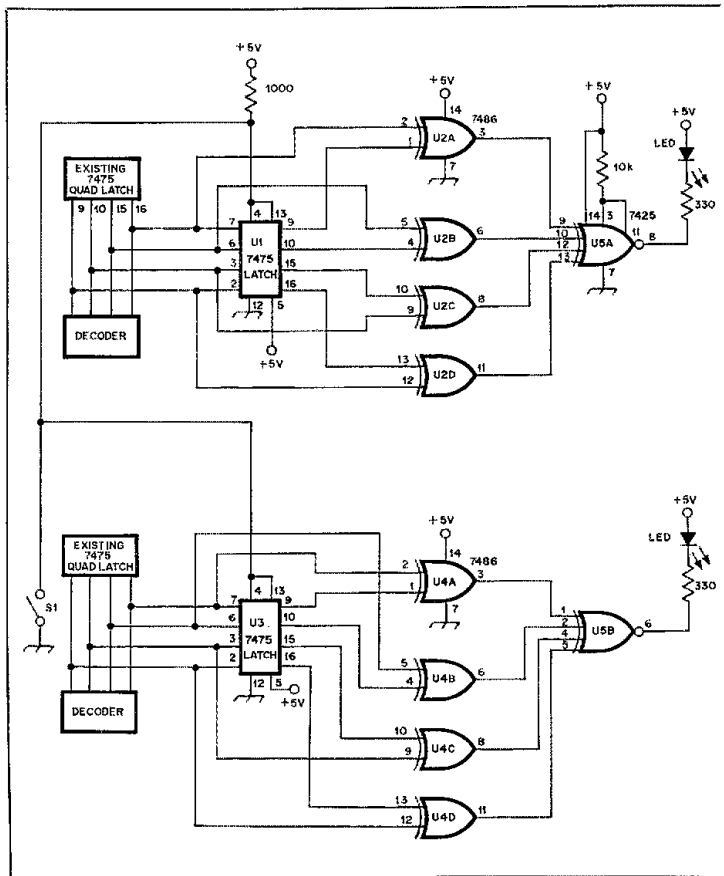 +5V
1000
+5V
14
7486
2
1
U2A
3
7
+5V
10k
+5V
LED
330
EXISTING
7475
QUAD LATCH
9 10 15 16
DECODER
4 13
7
6
3
2
U1
7475
LATCH
9
10
15
16
12 5
+5V
5
4
U2B
6
10
9
U2C
8
13
12
U2D
11
9
10
12
13
14 3
7425
U5A
11
8
7
S1
EXISTING
7475
QUAD LATCH
DECODER
4 13
7
6
3
2
U3
7475
LATCH
9
10
15
16
12 5
+5V
+5V
14
7486
2
1
U4A
3
7
5
4
U4B
6
10
9
U4C
8
13
12
U4D
11
1
2
4
5
U5B
6
+5V
LED
330